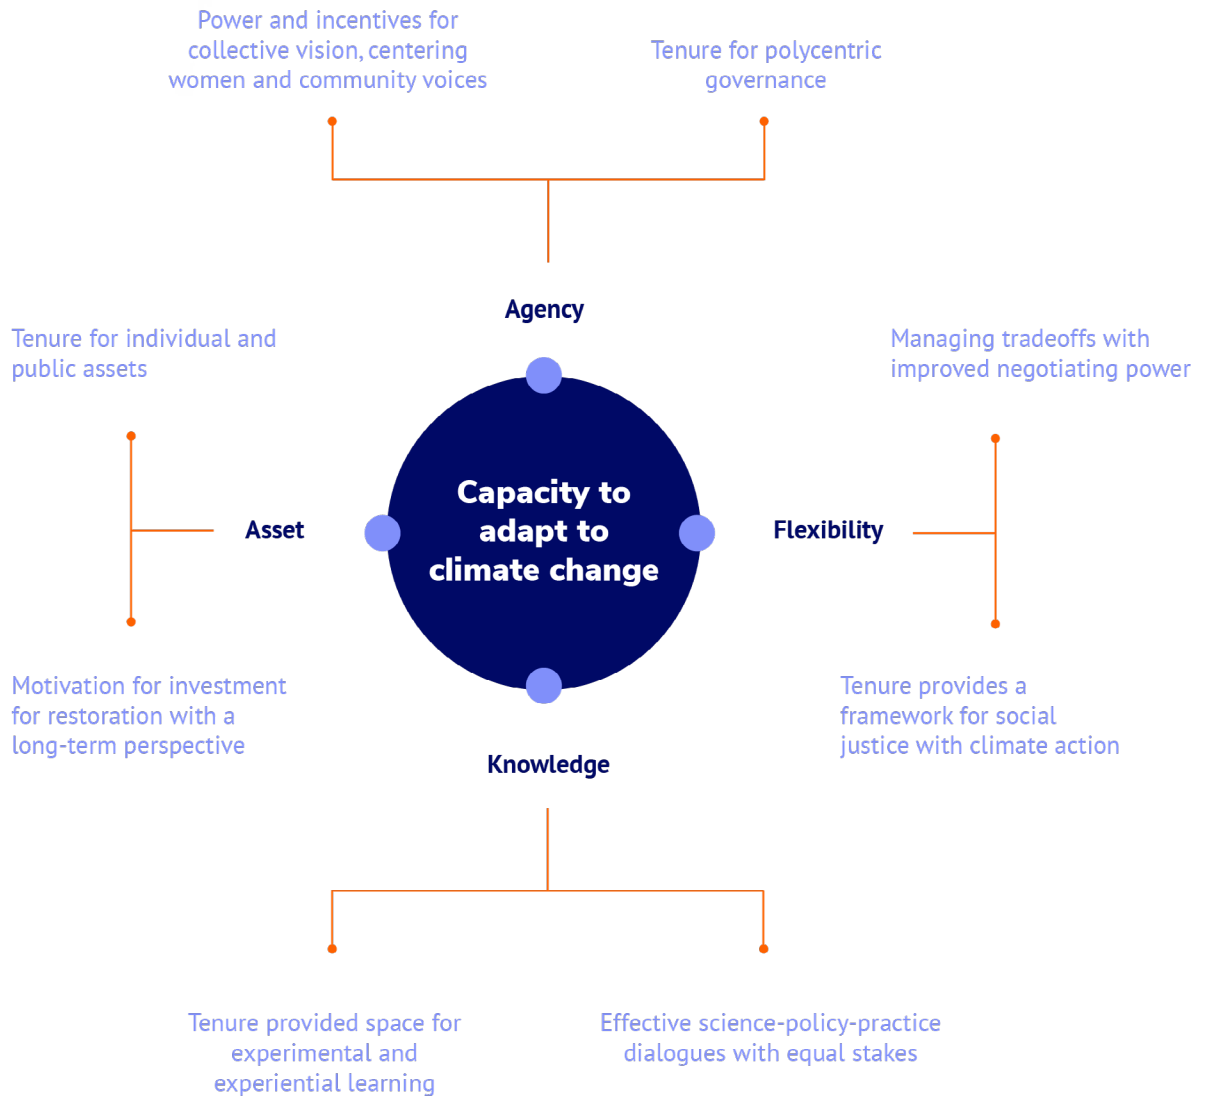 Power and incentives for
collective vision, centering
women and community voices
Tenure for polycentric
governance
Agency
Tenure for individual and
public assets
Managing tradeoffs with
improved negotiating power
Asset
Capacity to
adapt to
climate change
Flexibility
Motivation for investment
for restoration with a
long-term perspective
Tenure provides a
framework for social
justice with climate action
Knowledge
Tenure provided space for
experimental and
experiential learning
Effective science-policy-practice
dialogues with equal stakes